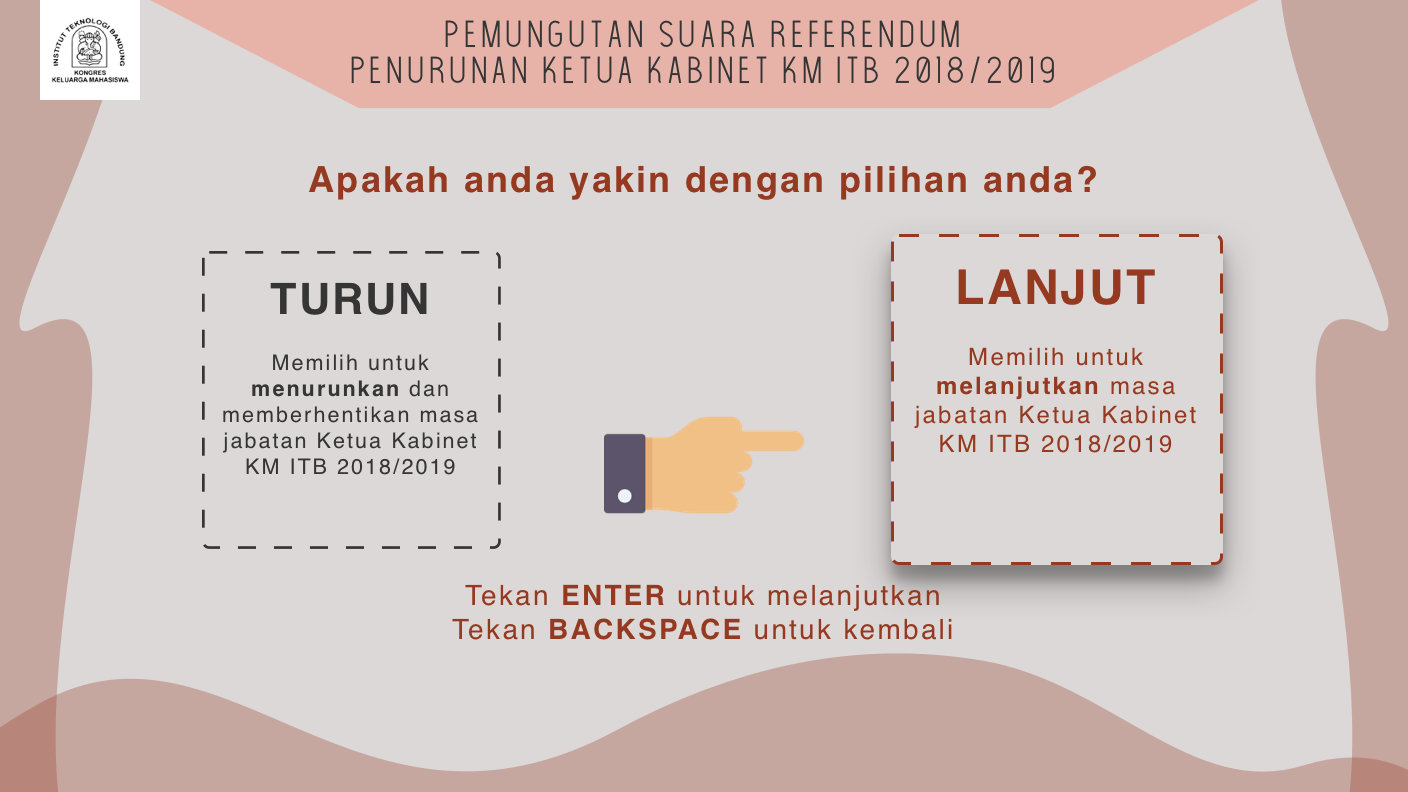 INSTITUT TEKNOLOGI BANDUNG
KONGRES
KELUARGA MAHASISWA
PEMUNGUTAN SUARA REFERENDUM
PENURUNAN KETUA KABINET KM ITB 2018/2019
Apakah anda yakin dengan pilihan anda?
TURUN
Memilih untuk
menurunkan dan
memberhentikan masa
jabatan Ketua Kabinet
KM ITB 2018/2019
LANJUT
Memilih untuk
melanjutkan masa
jabatan Ketua Kabinet
KM ITB 2018/2019
Tekan ENTER untuk melanjutkan
Tekan BACKSPACE untuk kembali